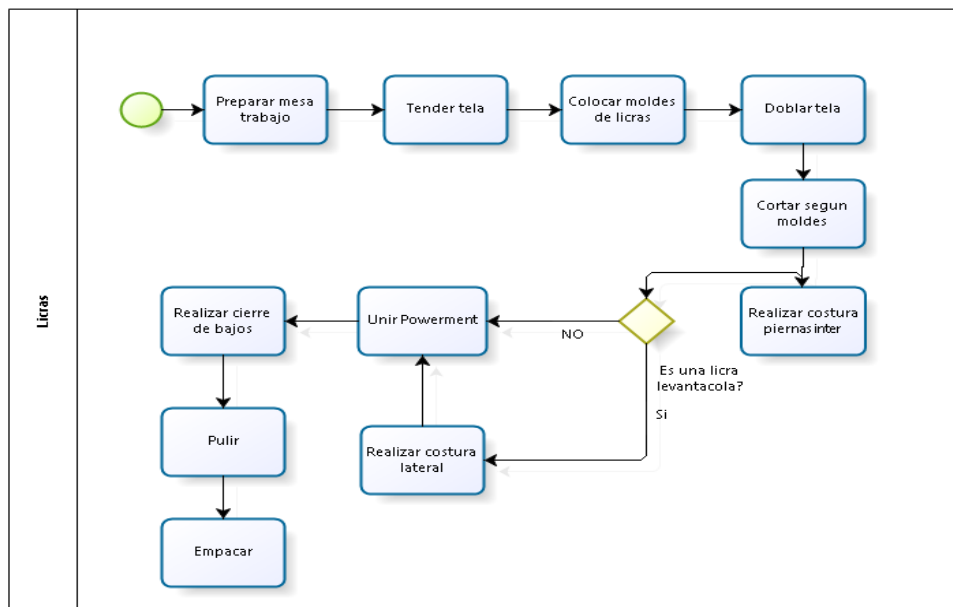 Licras
Preparar mesa
trabajo
Tender tela
Colocar moldes
de licras
Doblar tela
Cortar segun
moldes
Realizar costura
piernas inter
Es una licra
levantacola?
NO
Si
Unir Powerment
Realizar costura
lateral
Realizar cierre
de bajos
Pulir
Empacar